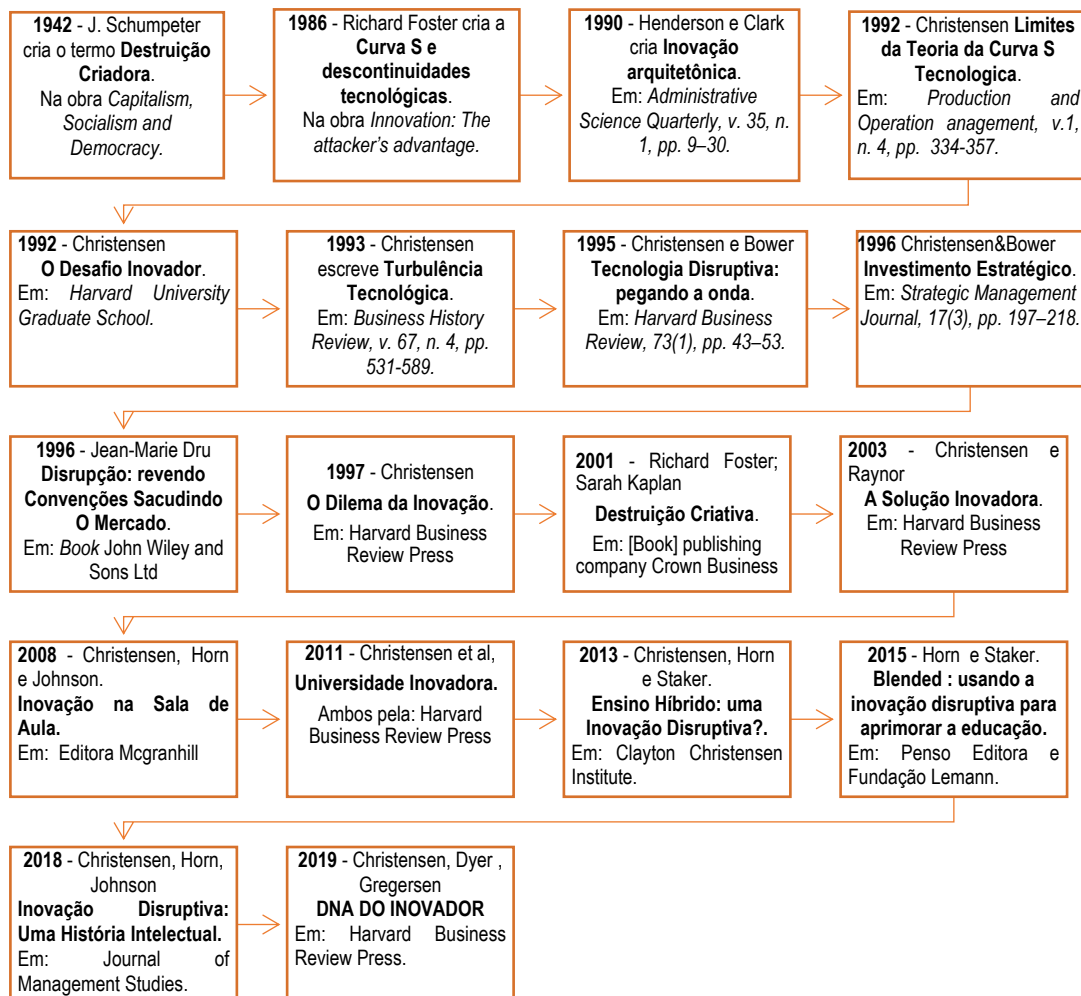 1942 - J. Schumpeter
cria o termo Destruição
Criadora.
Na obra Capitalism,
Socialism and
Democracy.
1986 - Richard Foster cria a
Curva S e
descontinuidades
tecnológicas.
Na obra Innovation: The
attacker's advantage.
1990 - Henderson e Clark
cria Inovação
arquitetônica.
Em: Administrative
Science Quarterly, v. 35, n.
1, pp. 9–30.
1992 - Christensen Limites
da Teoria da Curva S
Tecnologica.
Em: Production and
Operation anagement, v.1,
n. 4, pp. 334-357.
1992 - Christensen
O Desafio Inovador.
Em: Harvard University
Graduate School.
1993 - Christensen
escreve Turbulência
Tecnológica.
Em: Business History
Review, v. 67, n. 4, pp.
531-589.
1995 - Christensen e Bower
Tecnologia Disruptiva:
pegando a onda.
Em: Harvard Business
Review, 73(1), pp. 43–53.
1996 Christensen&Bower
Investimento Estratégico.
Em: Strategic Management
Journal, 17(3), pp. 197–218.
1996 - Jean-Marie Dru
Disrupção: revendo
Convenções Sacudindo
O Mercado.
Em: Book John Wiley and
Sons Ltd
1997 - Christensen
O Dilema da Inovação.
Em: Harvard Business
Review Press
2001 - Richard Foster;
Sarah Kaplan
Destruição Criativa.
Em: [Book] publishing
company Crown Business
2003 - Christensen e
Raynor
A Solução Inovadora.
Em: Harvard Business
Review Press
2008 - Christensen, Horn
e Johnson.
Inovação na Sala de
Aula.
Em: Editora Mcgranhill
2011 - Christensen et al,
Universidade Inovadora.
Ambos pela: Harvard
Business Review Press
2013 - Christensen, Horn
e Staker.
Ensino Híbrido: uma
Inovação Disruptiva?.
Em: Clayton Christensen
Institute.
2015 - Horn e Staker.
Blended : usando a
inovação disruptiva para
aprimorar a educação.
Em: Penso Editora e
Fundação Lemann.
2018 - Christensen, Horn,
Johnson
Inovação Disruptiva:
Uma História Intelectual.
Em: Journal of
Management Studies.
2019 - Christensen, Dyer ,
Gregersen
DNA DO INOVADOR
Em: Harvard Business
Review Press.